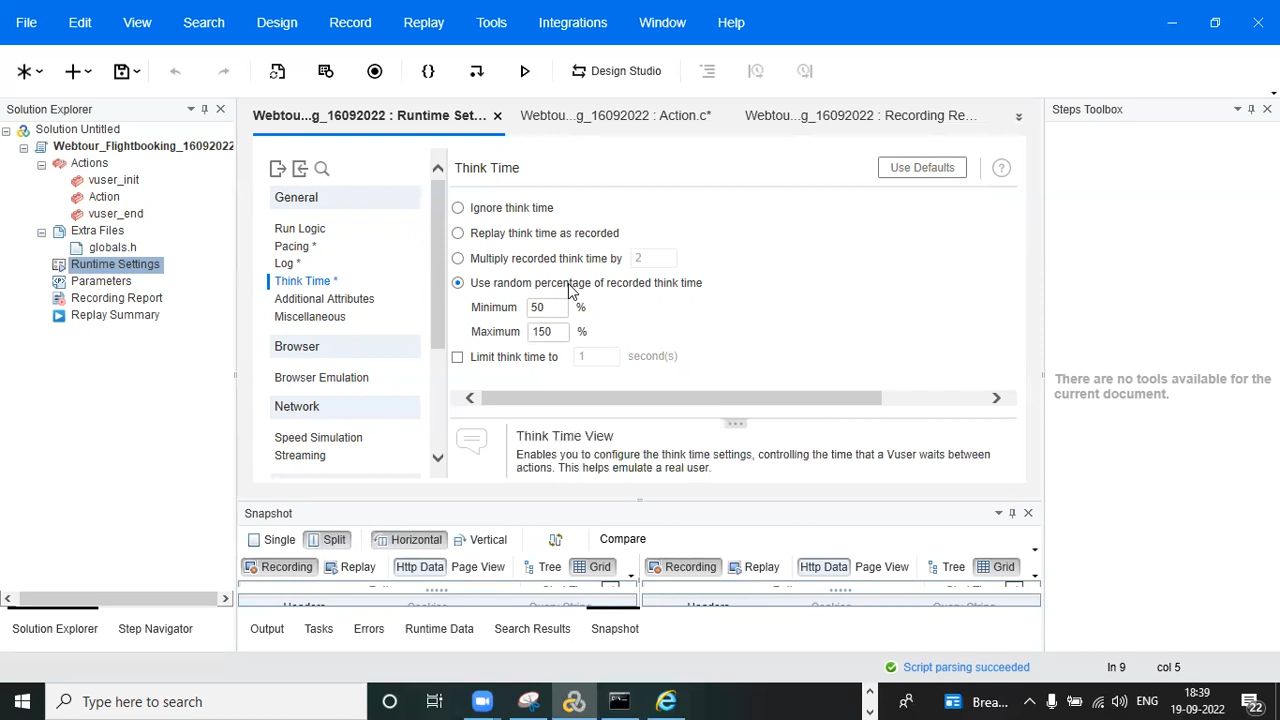 File Edit View Search Design Record Replay Tools Integrations Window Help
Design Studio
Solution Explorer
Solution Untitled
Webtour_Flightbooking_16092022
Actions
vuser_init
Action
vuser_end
Extra Files
globals.h
Runtime Settings
Parameters
Recording Report
Replay Summary
Webtou...g_16092022 : Runtime Set... Webtou...g_16092022 : Action.c* Webtou...g_16092022 : Recording Re...
General
Run Logic
Pacing *
Log *
Think Time *
Additional Attributes
Miscellaneous
Browser
Browser Emulation
Network
Speed Simulation
Streaming
Think Time Use Defaults ?
Ignore think time
Replay think time as recorded
Multiply recorded think time by 2
Use random percentage of recorded think time
Minimum 50 %
Maximum 150 %
Limit think time to 1 second(s)
Think Time View
Enables you to configure the think time settings, controlling the time that a Vuser waits between
actions. This helps emulate a real user.
Steps Toolbox
There are no tools available for the
current document.
Snapshot
Single Split Horizontal Vertical Compare
Recording Replay Http Data Page View Tree Grid Recording Replay Http Data Page View Tree Grid
Solution Explorer Step Navigator Output Tasks Errors Runtime Data Search Results Snapshot
Script parsing succeeded ln 9 col 5
Type here to search
Brea... ENG
18:39
19-09-2022
22